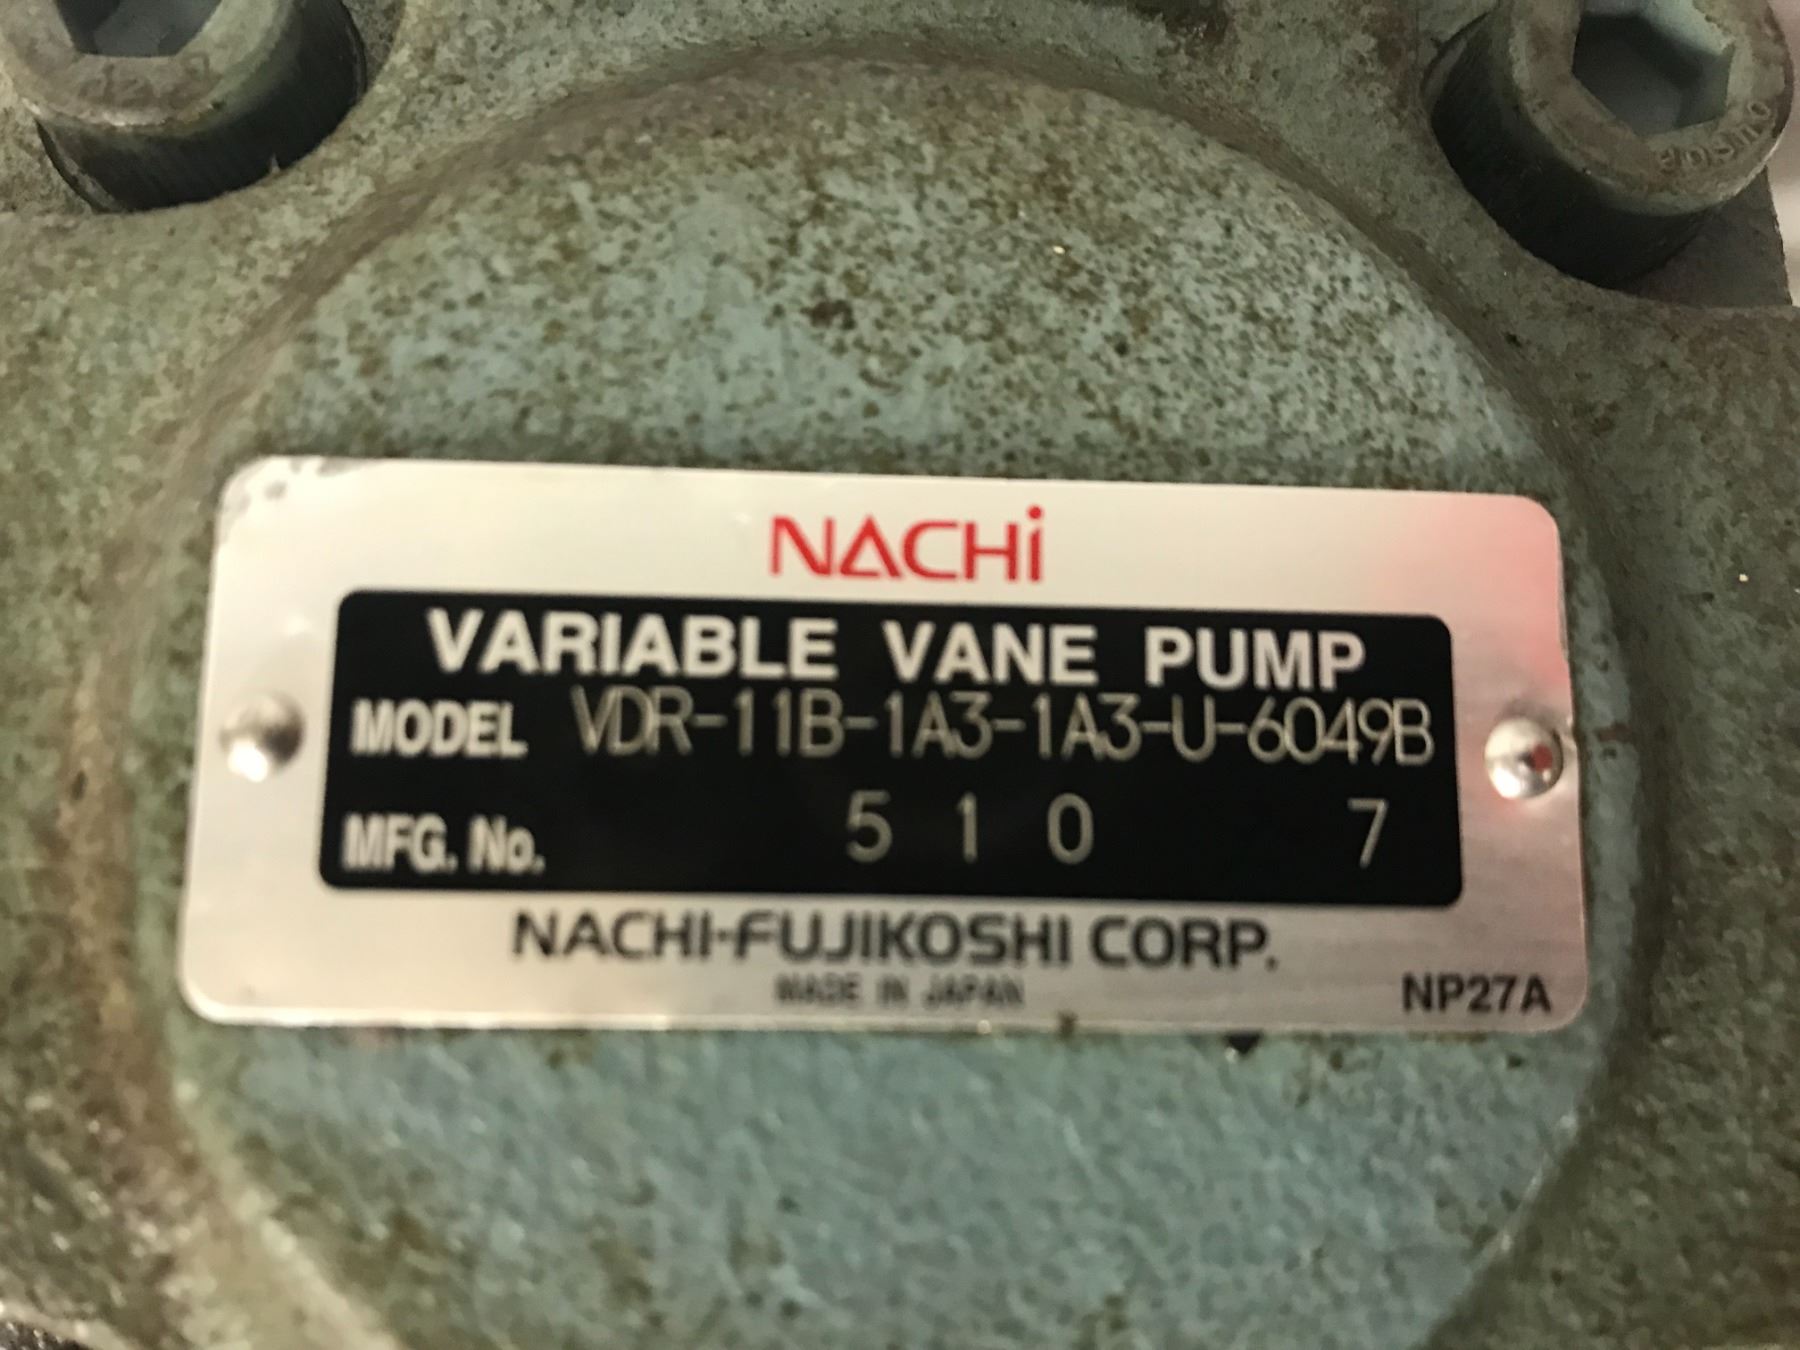 NACHi
VARIABLE VANE PUMP
MODEL VDR-11B-1A3-1A3-U-6049B
MFG. No. 5 1 0 7
NACHI-FUJIKOSHI CORP.
MADE IN JAPAN
NP27A